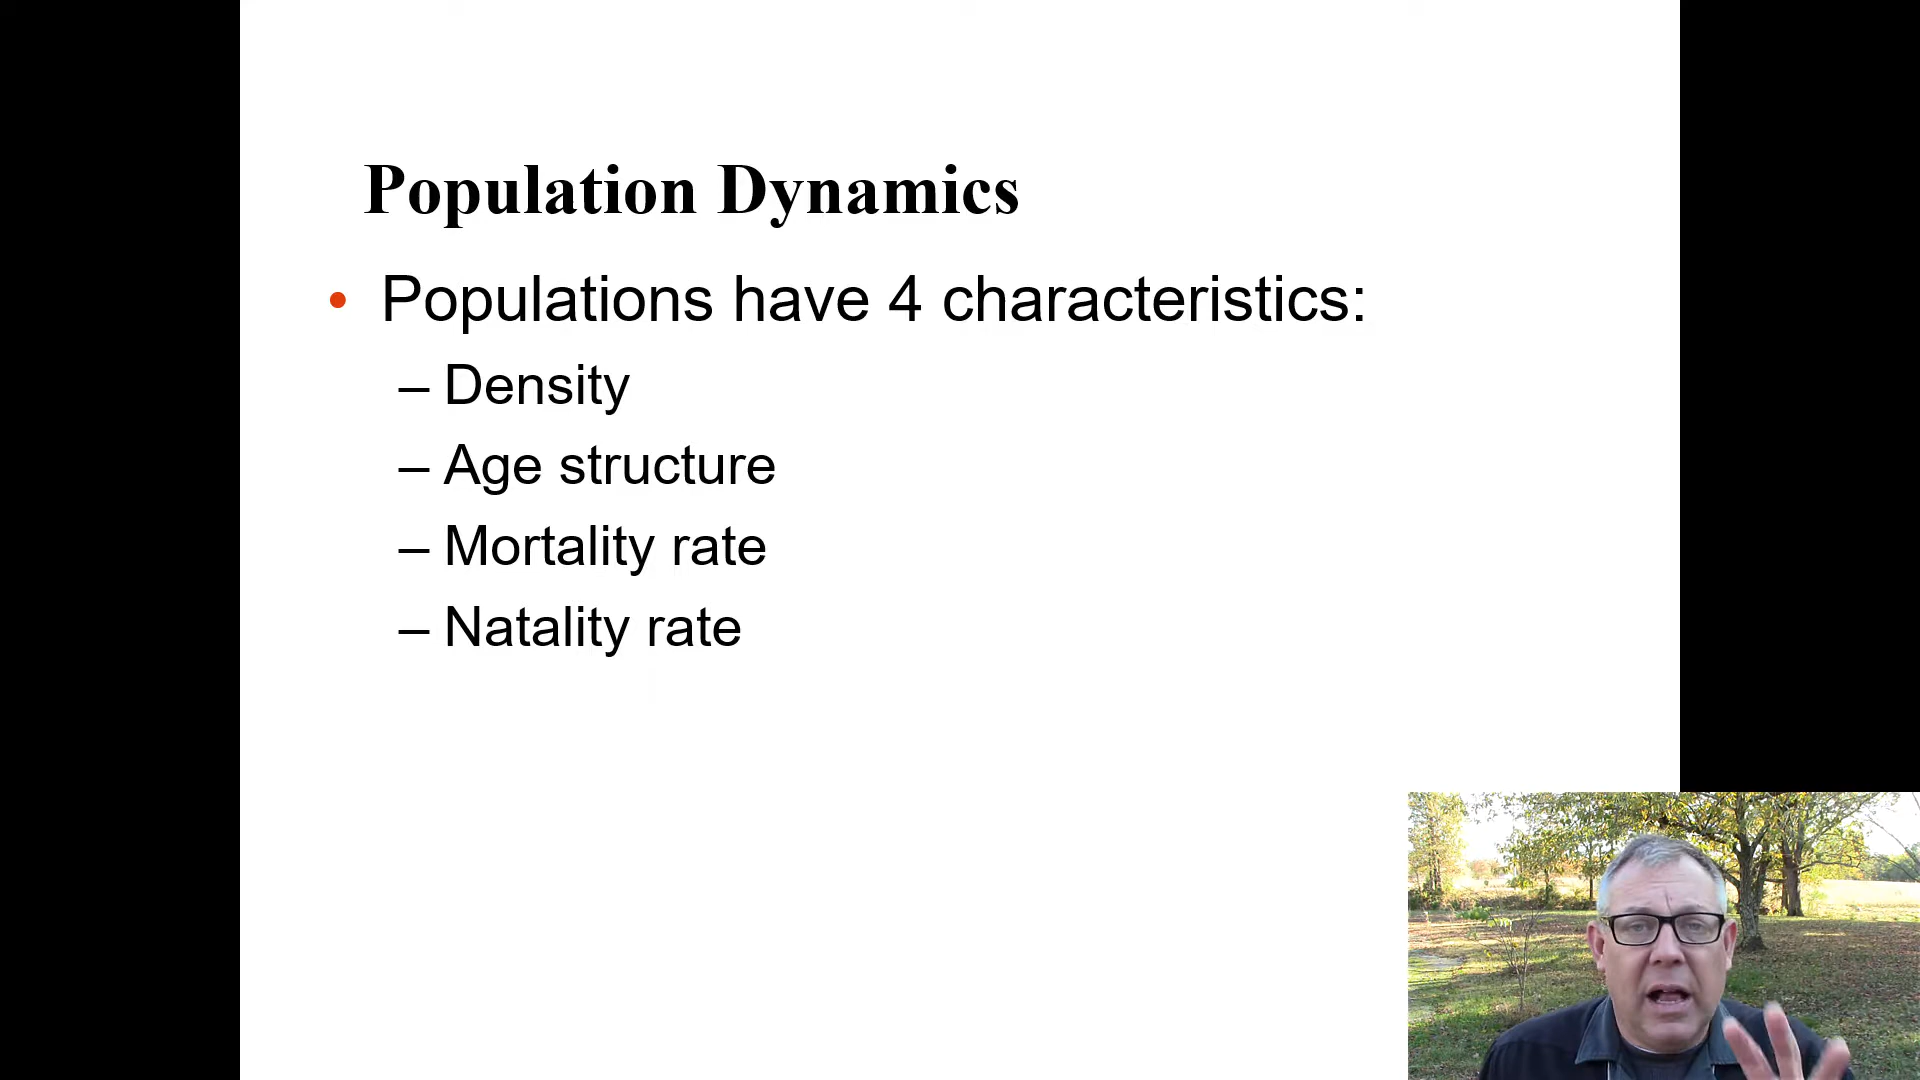 Population Dynamics
• Populations have 4 characteristics:
– Density
– Age structure
– Mortality rate
– Natality rate